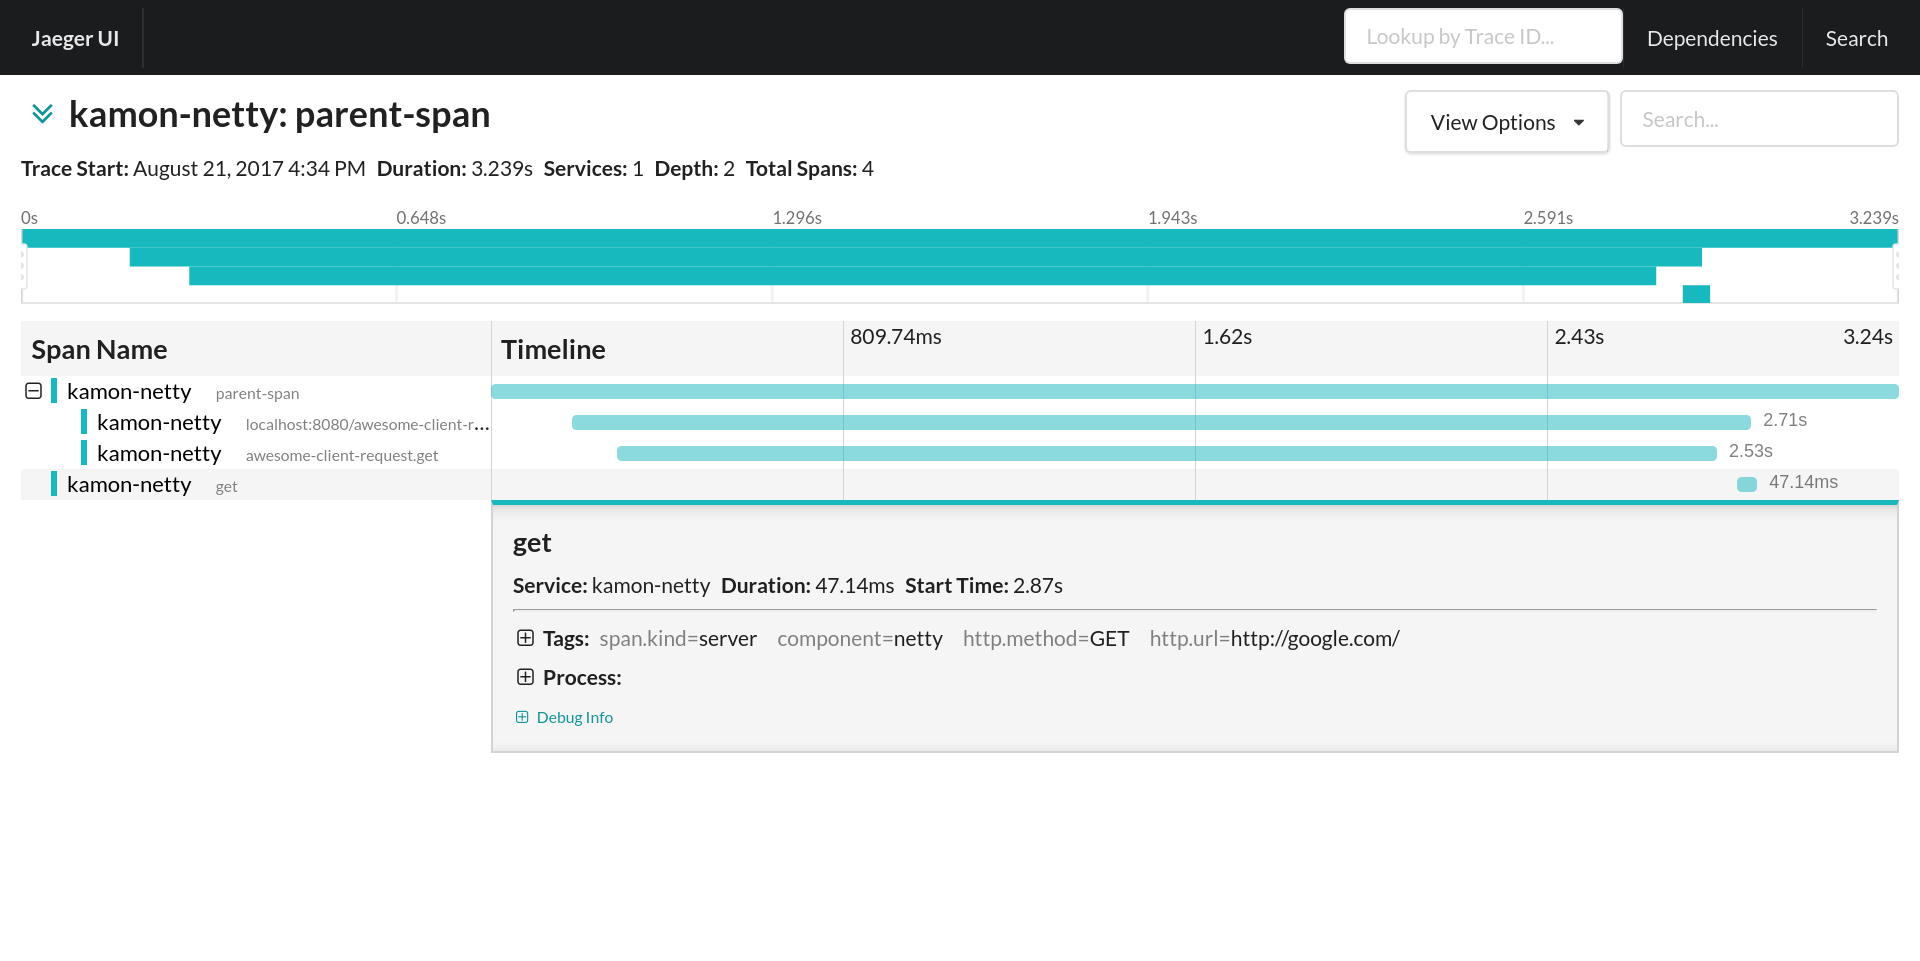 Jaeger UI Lookup by Trace ID... Dependencies Search
kamon-netty: parent-span View Options Search...
Trace Start: August 21, 2017 4:34 PM Duration: 3.239s Services: 1 Depth: 2 Total Spans: 4
0s 0.648s 1.296s 1.943s 2.591s 3.239s
Span Name Timeline 809.74ms 1.62s 2.43s 3.24s
kamon-netty parent-span
kamon-netty localhost:8080/awesome-client-r... 2.71s
kamon-netty awesome-client-request.get 2.53s
kamon-netty get 47.14ms
get
Service: kamon-netty Duration: 47.14ms Start Time: 2.87s
Tags: span.kind=server component=netty http.method=GET http.url=http://google.com/
Process:
Debug Info